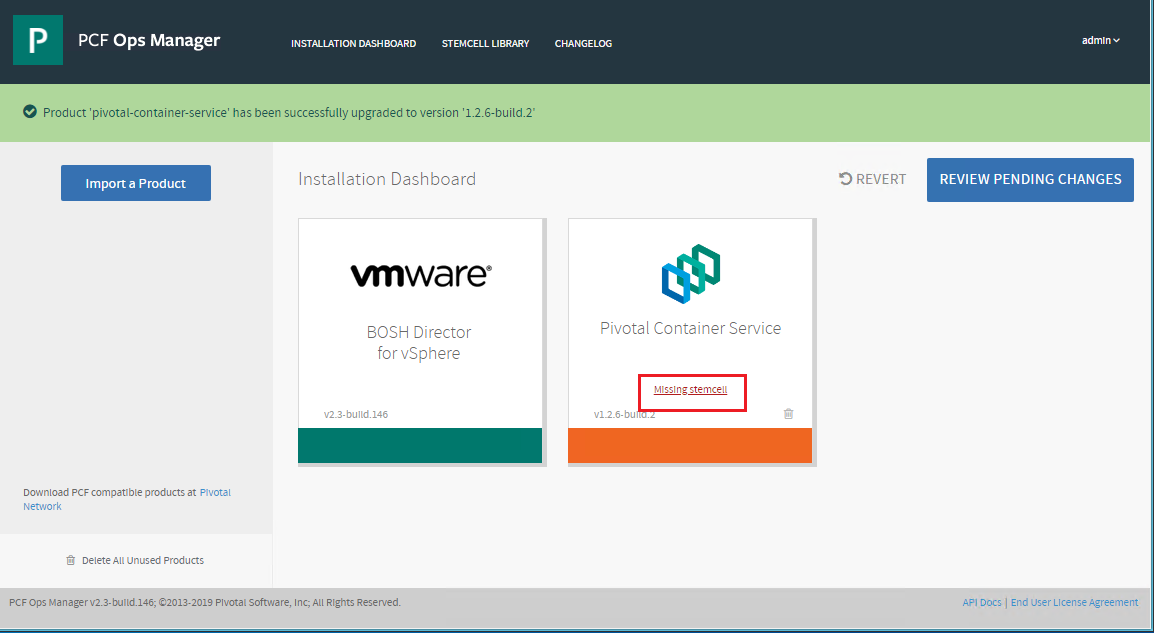 P
PCF Ops Manager
INSTALLATION DASHBOARD
STEMCELL LIBRARY
CHANGELOG
admin
Product 'pivotal-container-service' has been successfully upgraded to version '1.2.6-build.2'
Import a Product
Installation Dashboard
REVERT
REVIEW PENDING CHANGES
vmware®
BOSH Director
for vSphere
v2.3-build.146
Pivotal Container Service
Missing stemcell
v1.2.6-build.2
Download PCF compatible products at Pivotal
Network
Delete All Unused Products
PCF Ops Manager v2.3-build.146; ©2013-2019 Pivotal Software, Inc; All Rights Reserved.
API Docs | End User License Agreement